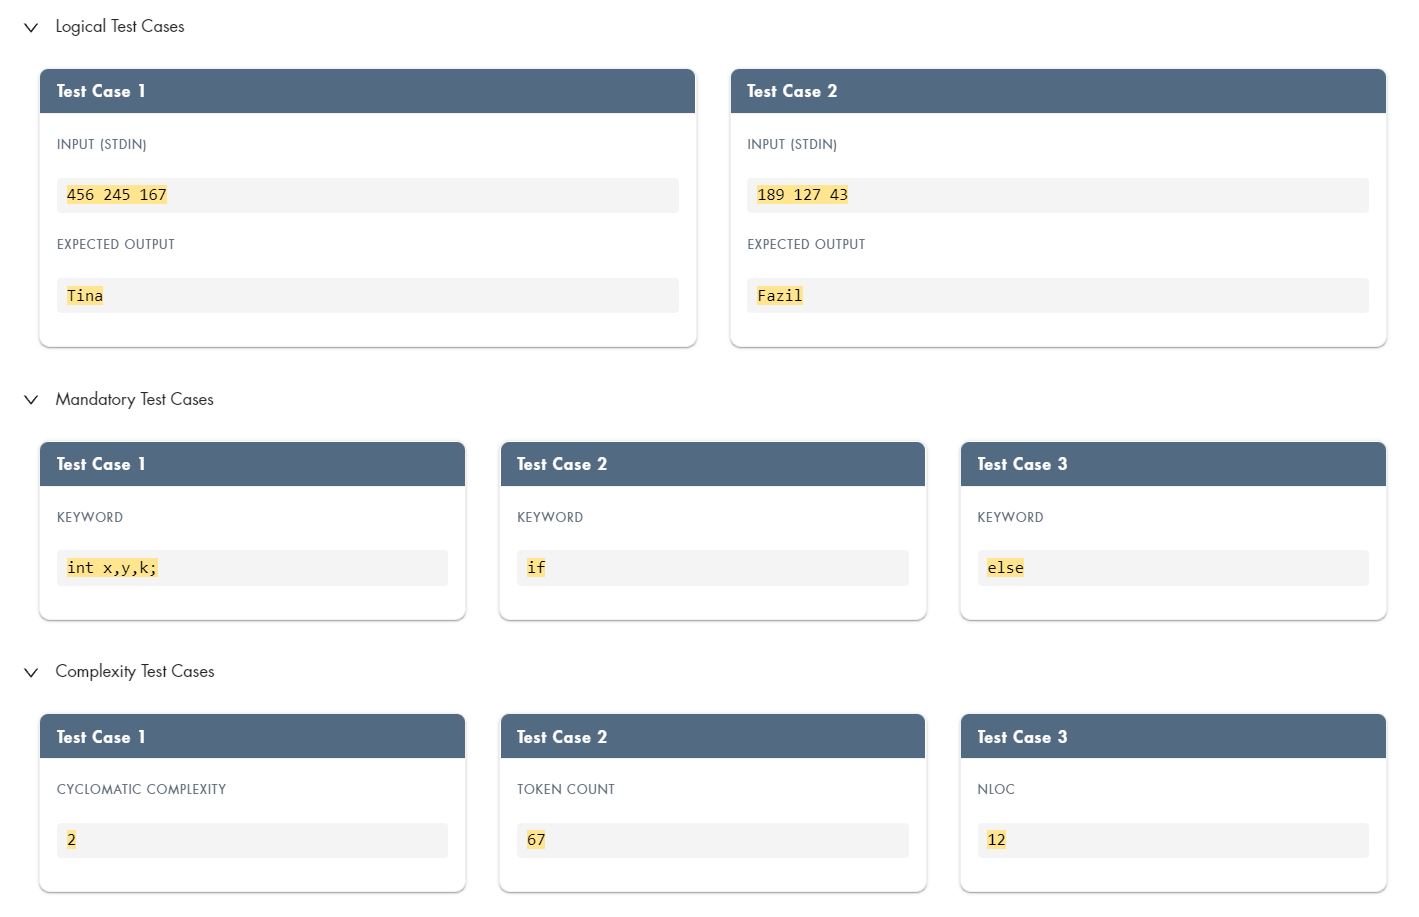 Logical Test Cases
Test Case 1
INPUT (STDIN)
456 245 167
EXPECTED OUTPUT
Tina
Test Case 2
INPUT (STDIN)
189 127 43
EXPECTED OUTPUT
Fazil
Mandatory Test Cases
Test Case 1
KEYWORD
int x,y,k;
Test Case 2
KEYWORD
if
Test Case 3
KEYWORD
else
Complexity Test Cases
Test Case 1
CYCLOMATIC COMPLEXITY
2
Test Case 2
TOKEN COUNT
67
Test Case 3
NLOC
12